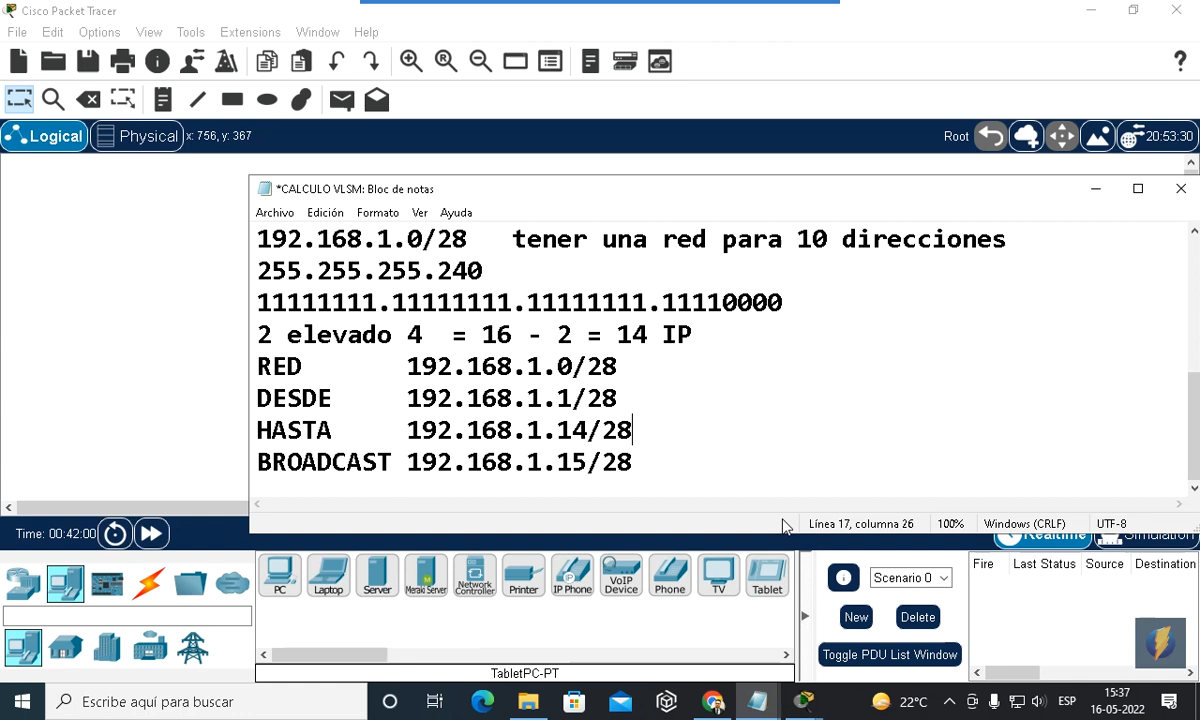 Cisco Packet Tracer
File Edit Options View Tools Extensions Window Help
Logical Physical x: 756, y: 367 Root 20:53:30
*CALCULO VLSM: Bloc de notas
Archivo Edición Formato Ver Ayuda
192.168.1.0/28 tener una red para 10 direcciones
255.255.255.240
11111111.11111111.11111111.11110000
2 elevado 4 = 16 - 2 = 14 IP
RED 192.168.1.0/28
DESDE 192.168.1.1/28
HASTA 192.168.1.14/28
BROADCAST 192.168.1.15/28
Línea 17, columna 26 100% Windows (CRLF) UTF-8
Time: 00:42:00 Realtime Simulation
PC Laptop Server Meraki Server Network Controller Printer IP Phone VoIP Device Phone TV Tablet
Scenario 0
Fire Last Status Source Destination
New Delete
Toggle PDU List Window
TabletPC-PT
Escribe aquí para buscar
22°C ESP 15:37
16-05-2022